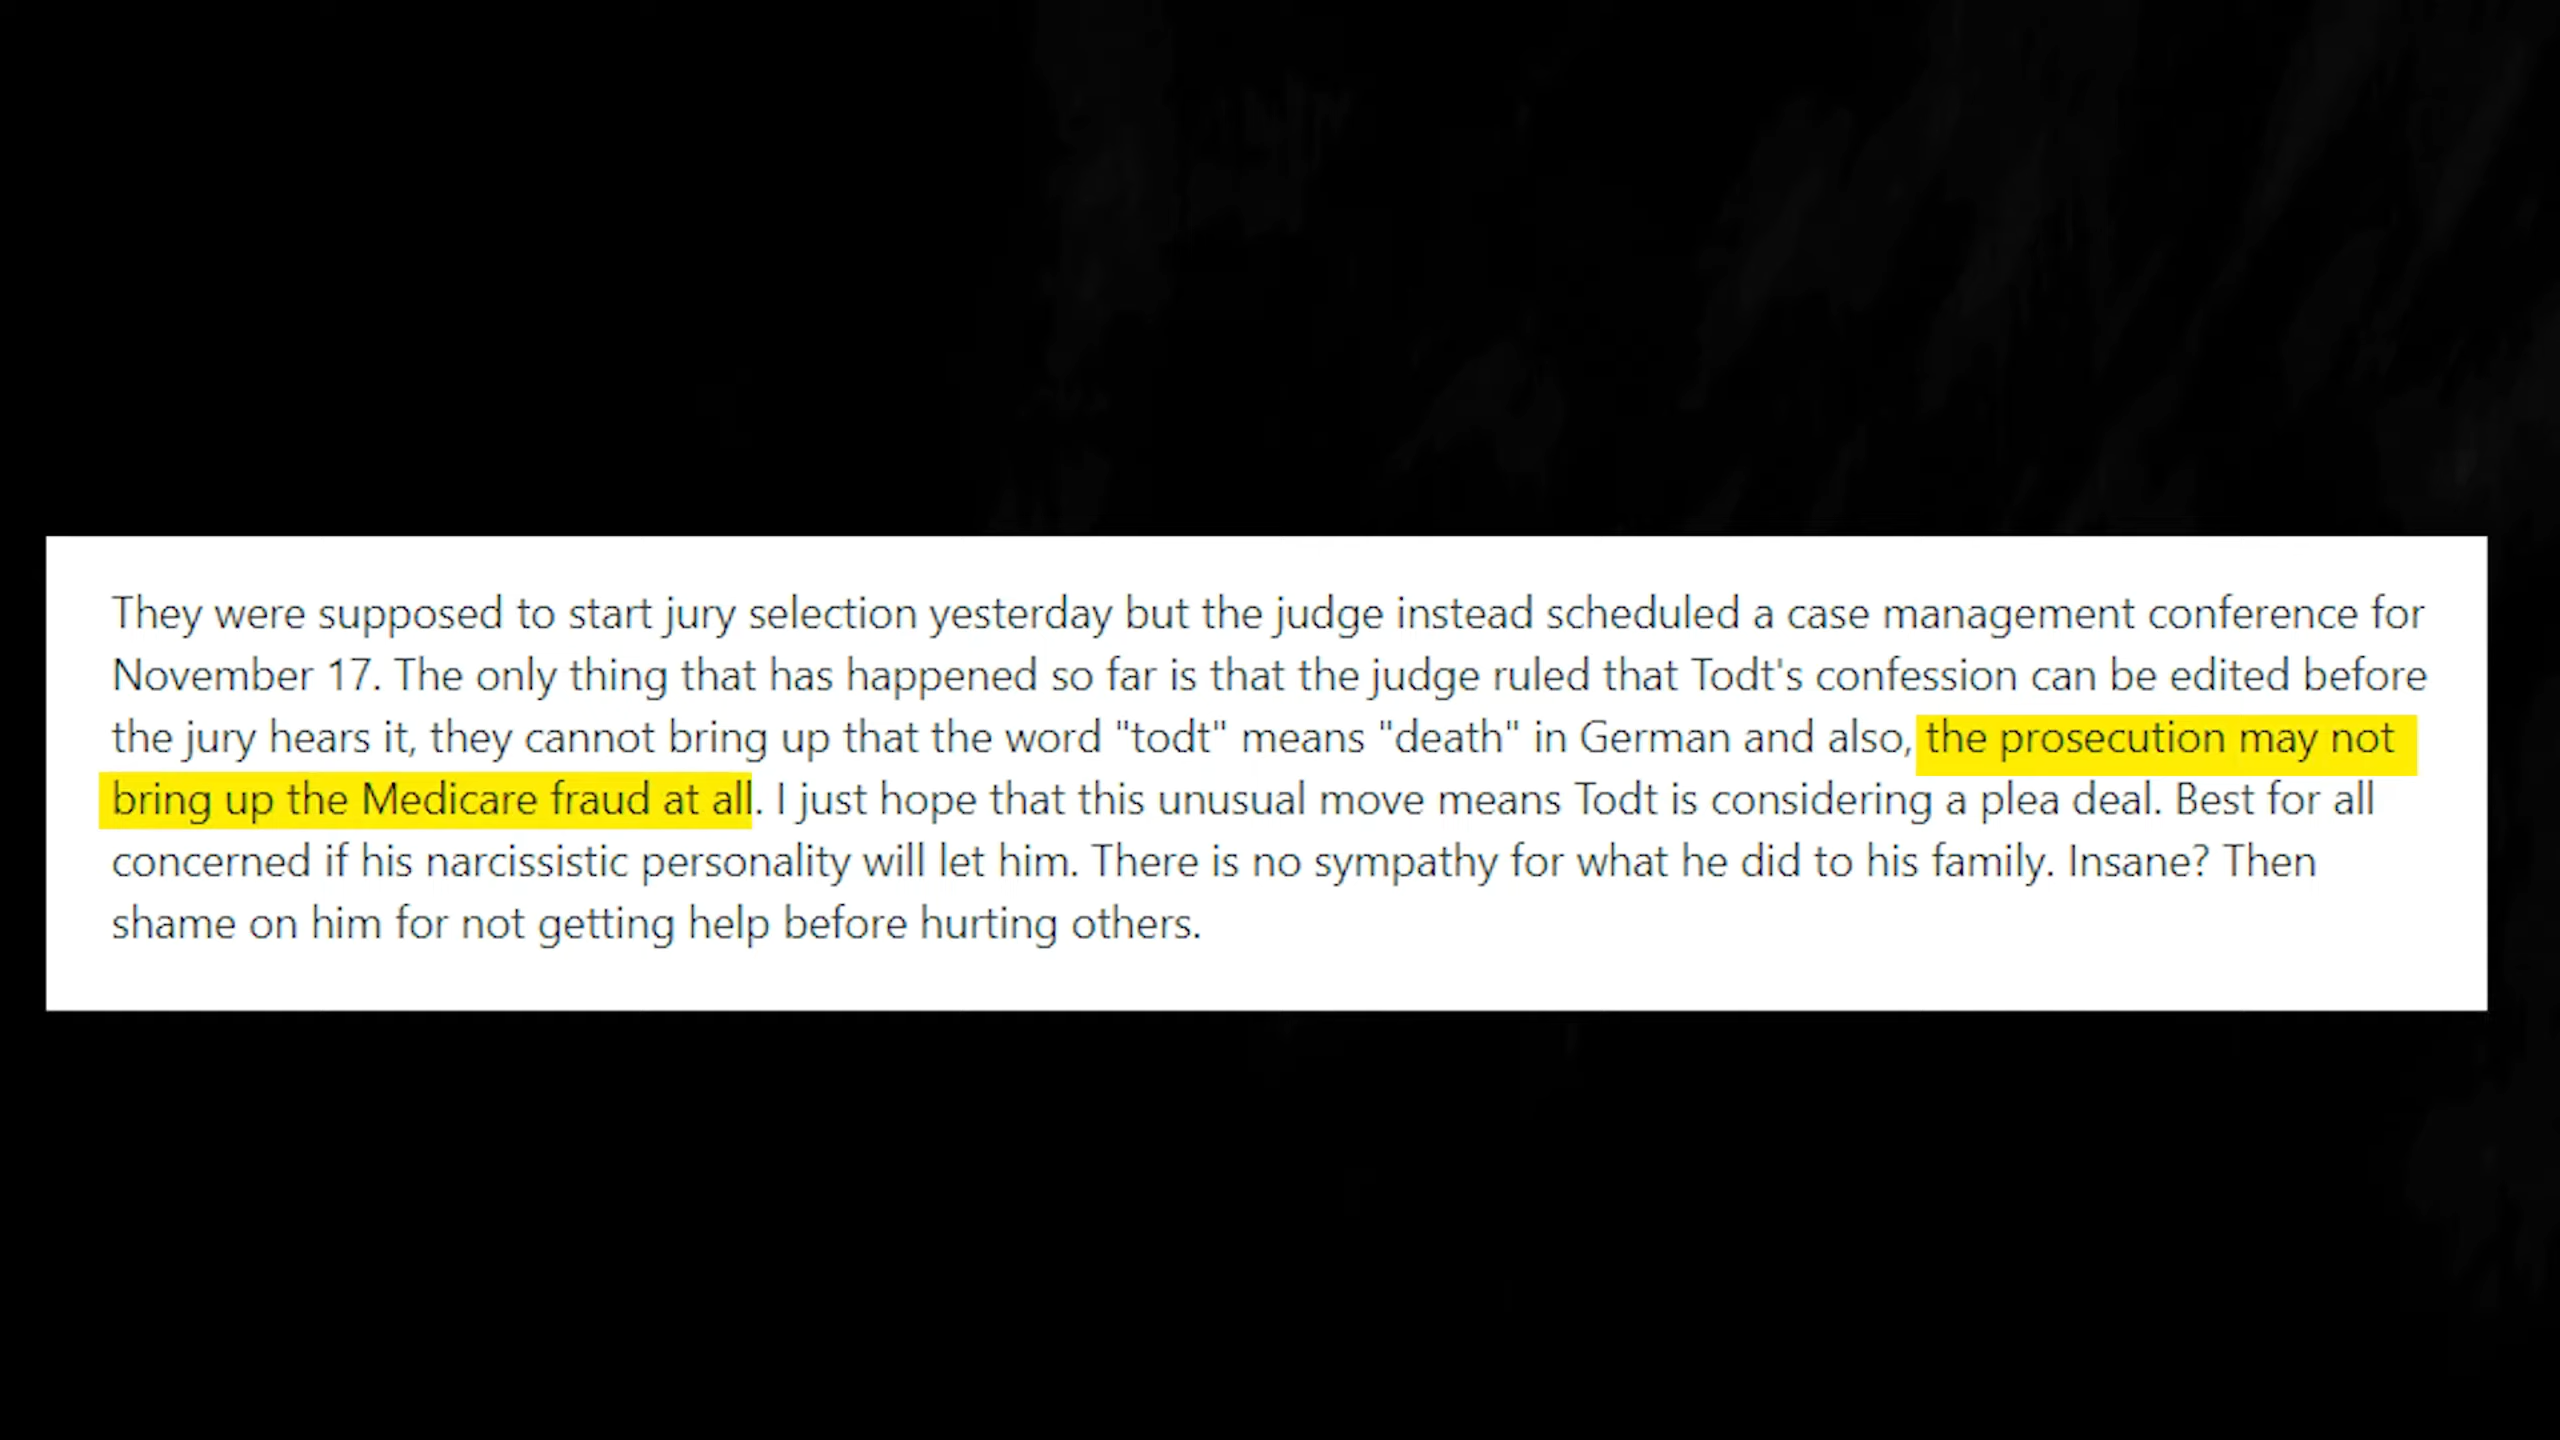 They were supposed to start jury selection yesterday but the judge instead scheduled a case management conference for
November 17. The only thing that has happened so far is that the judge ruled that Todt's confession can be edited before
the jury hears it, they cannot bring up that the word "todt" means "death" in German and also, the prosecution may not
bring up the Medicare fraud at all. I just hope that this unusual move means Todt is considering a plea deal. Best for all
concerned if his narcissistic personality will let him. There is no sympathy for what he did to his family. Insane? Then
shame on him for not getting help before hurting others.